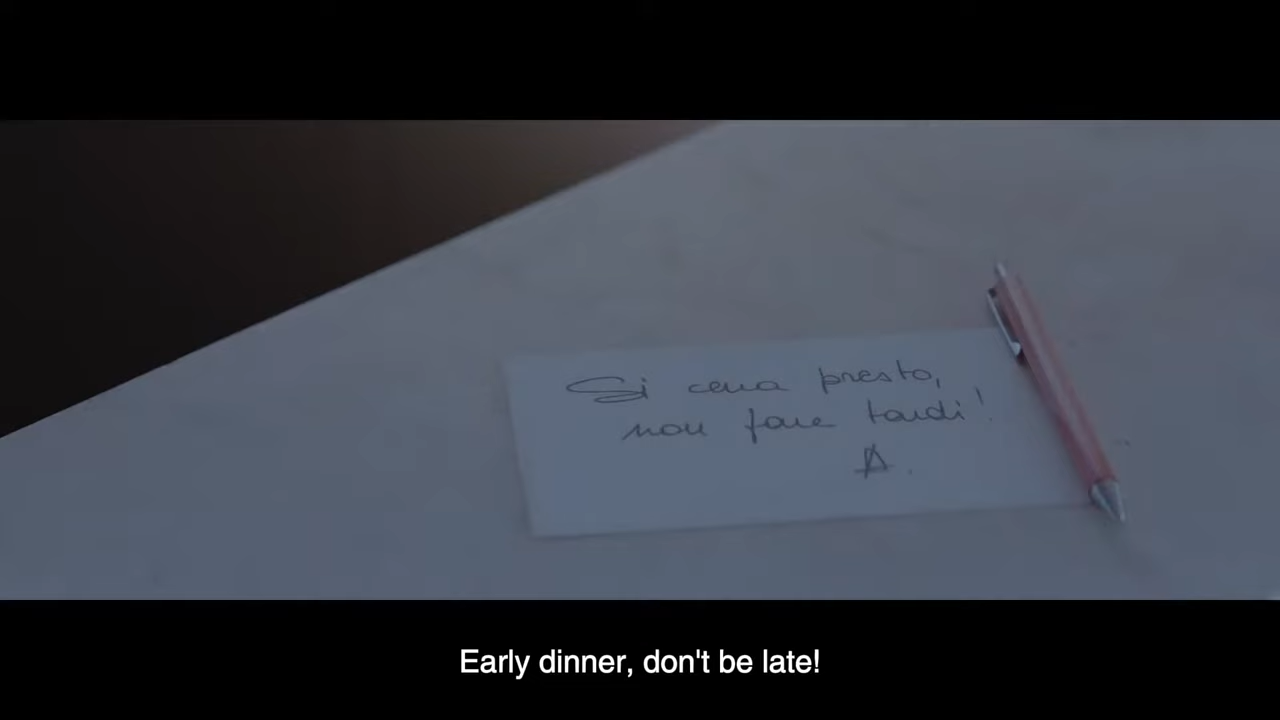 Si cena presto,
non fare tardi!
A.
Early dinner, don't be late!